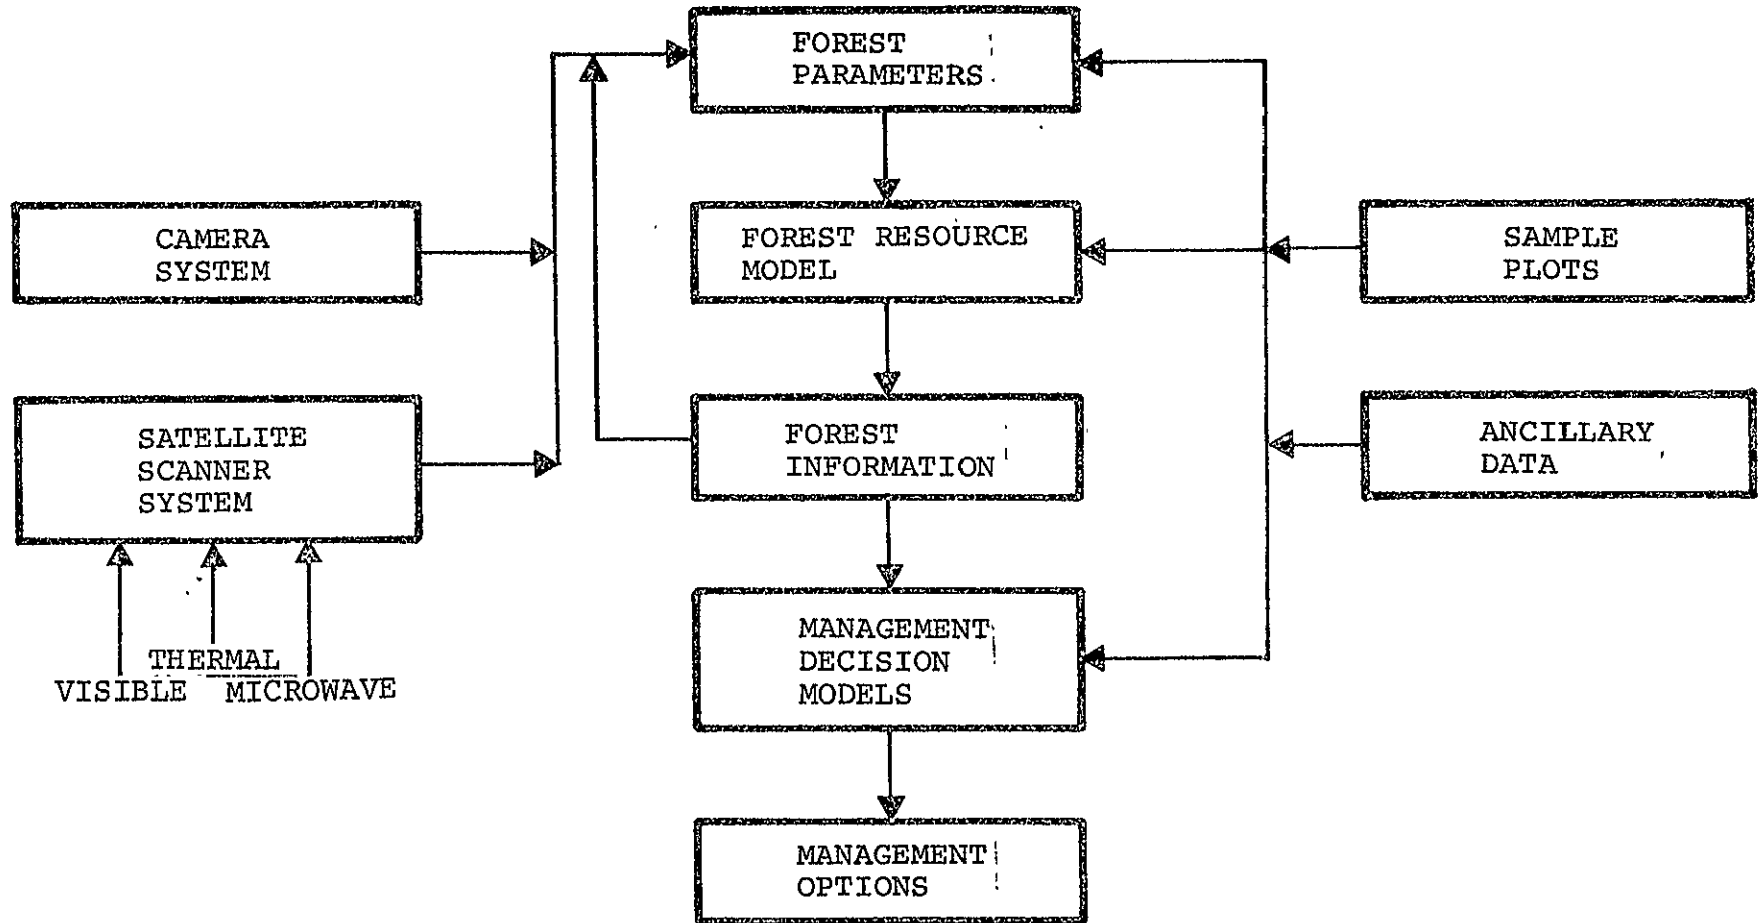 FOREST
PARAMETERS
CAMERA
SYSTEM
FOREST RESOURCE
MODEL
SAMPLE
PLOTS
SATELLITE
SCANNER
SYSTEM
FOREST
INFORMATION
ANCILLARY
DATA
THERMAL
VISIBLE MICROWAVE
MANAGEMENT
DECISION
MODELS
MANAGEMENT
OPTIONS